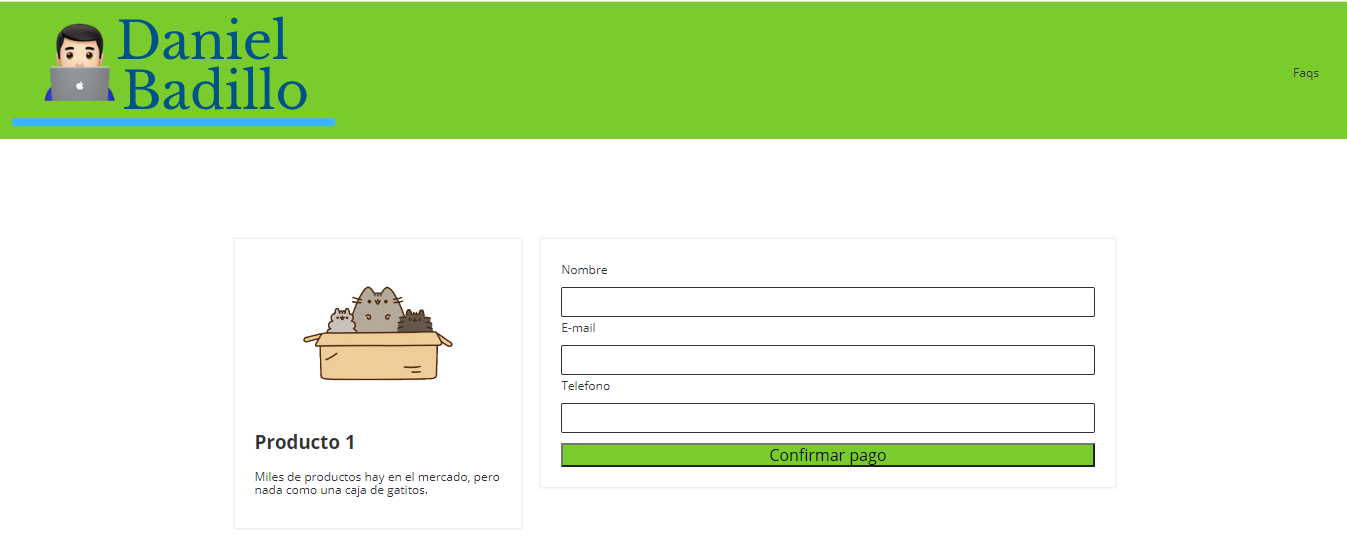 Daniel
Badillo
Faqs
Producto 1
Miles de productos hay en el mercado, pero
nada como una caja de gatitos.
Nombre
E-mail
Telefono
Confirmar pago